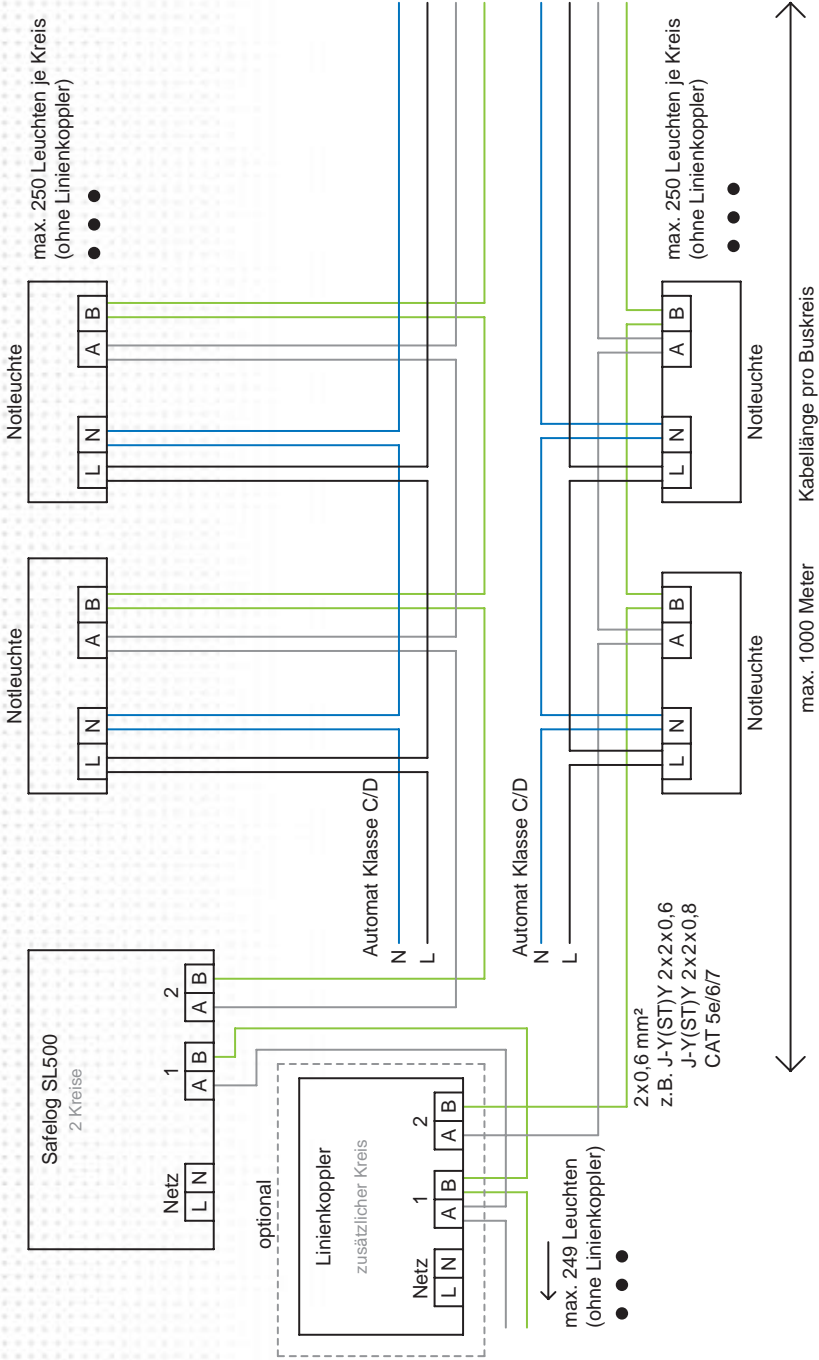 Safelog SL500
2 Kreise
Netz
L N
1
A B
2
A B
optional
Linienkoppler
zusätzlicher Kreis
Netz
L N
1
A B
2
A B
max. 249 Leuchten
(ohne Linienkoppler)
2x0,6 mm²
z.B. J-Y(ST)Y 2x2x0,6
J-Y(ST)Y 2x2x0,8
CAT 5e/6/7
Notleuchte
L N A B
Notleuchte
L N A B
max. 250 Leuchten je Kreis
(ohne Linienkoppler)
Automat Klasse C/D
N
L
Automat Klasse C/D
N
L
L N A B
Notleuchte
L N A B
Notleuchte
max. 250 Leuchten je Kreis
(ohne Linienkoppler)
max. 1000 Meter Kabellänge pro Buskreis